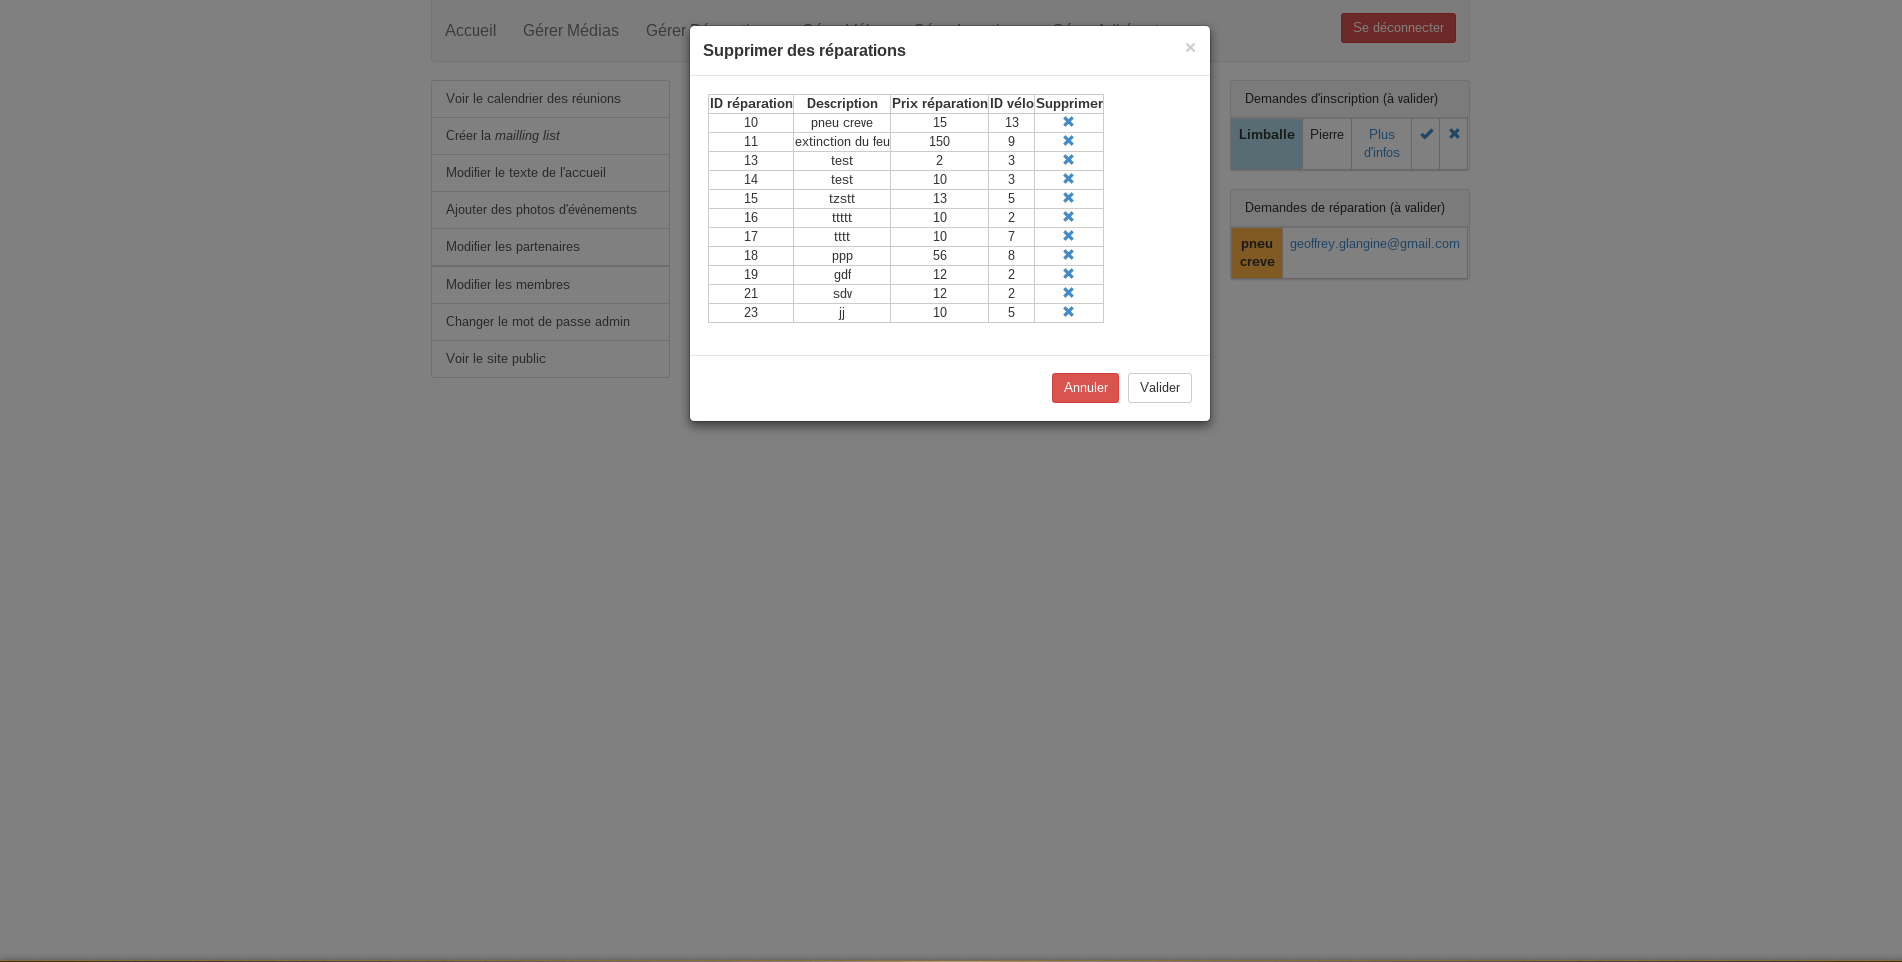 Accueil Gérer Médias Gérer
Se déconnecter
Supprimer des réparations ×
Voir le calendrier des réunions
Créer la mailling list
Modifier le texte de l'accueil
Ajouter des photos d'évènements
Modifier les partenaires
Modifier les membres
Changer le mot de passe admin
Voir le site public
ID réparation Description Prix réparation ID vélo Supprimer
10 pneu creve 15 13
11 extinction du feu 150 9
13 test 2 3
14 test 10 3
15 tzstt 13 5
16 ttttt 10 2
17 tttt 10 7
18 ppp 56 8
19 gdf 12 2
21 sdw 12 2
23 jj 10 5
Annuler Valider
Demandes d'inscription (à valider)
Limballe Pierre Plus
d'infos
Demandes de réparation (à valider)
pneu geoffrey.glangine@gmail.com
creve